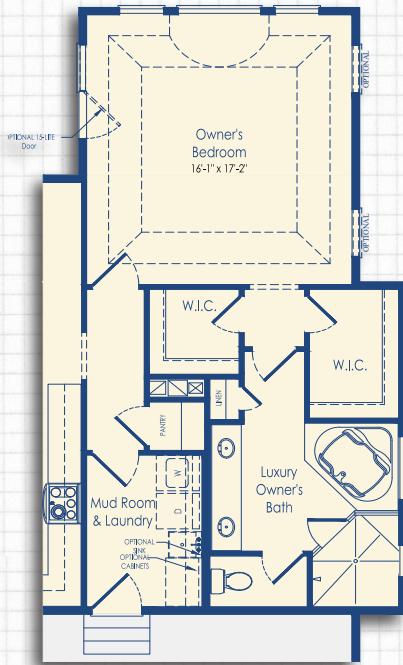 OPTIONAL
OPTIONAL 15-LITE
Door
Owner's
Bedroom
16'-1" x 17'-2"
OPTIONAL
W.I.C.
W.I.C.
LINEN
PANTRY
W
Luxury
Owner's
Bath
Mud Room
& Laundry
D
OPTIONAL
SINK
OPTIONAL
CABINETS